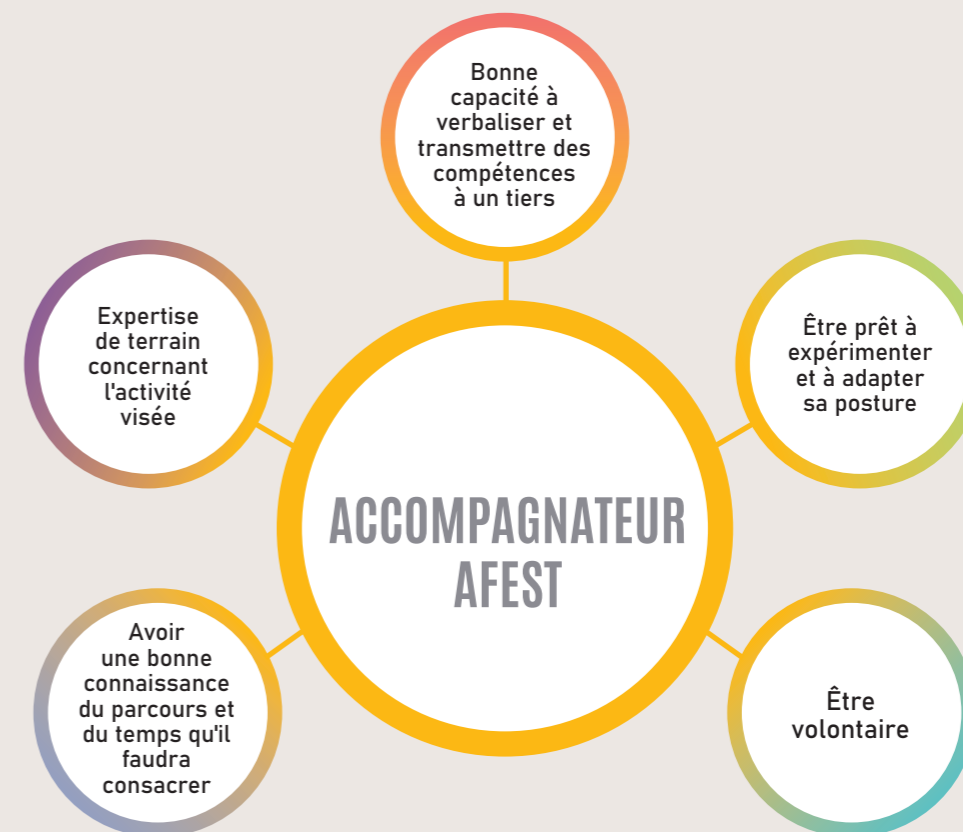 Bonne
capacité à
verbaliser et
transmettre des
compétences
à un tiers
Expertise
de terrain
concernant
l'activité
visée
Être prêt à
expérimenter
et à adapter
sa posture
ACCOMPAGNATEUR
AFEST
Avoir
une bonne
connaissance
du parcours et
du temps qu'il
faudra
consacrer
Être
volontaire